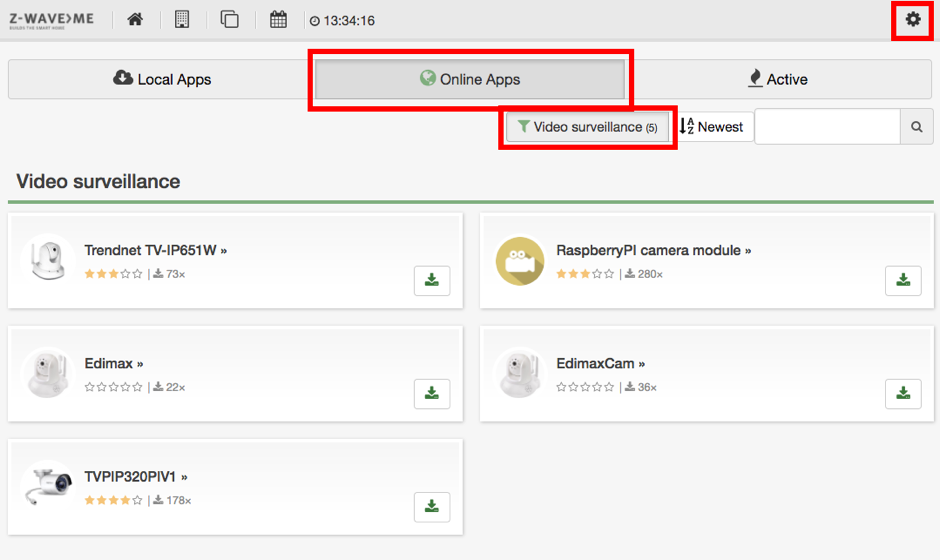 Z-WAVE>ME
BUILDS THE SMART HOME
13:34:16
Local Apps
Online Apps
Active
Video surveillance (5)
Newest
Video surveillance
Trendnet TV-IP651W »
| 73×
RaspberryPI camera module »
| 280×
Edimax »
| 22×
EdimaxCam »
| 36×
TVPIP320PIV1 »
| 178×